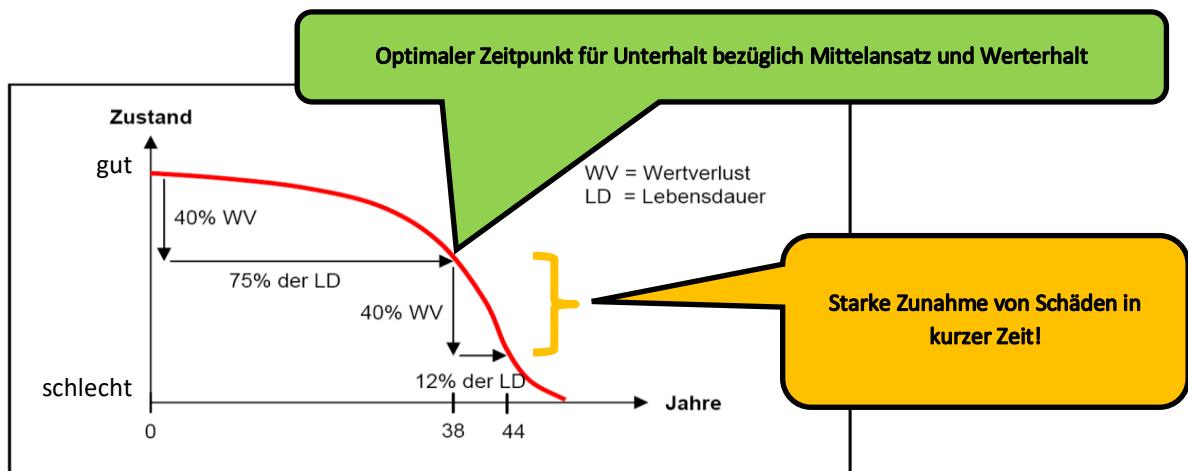 Optimaler Zeitpunkt für Unterhalt bezüglich Mittelansatz und Werterhalt
Zustand
gut
WV = Wertverlust
LD = Lebensdauer
40% WV
75% der LD
40% WV
Starke Zunahme von Schäden in
kurzer Zeit!
schlecht
12% der LD
Jahre
0
38
44